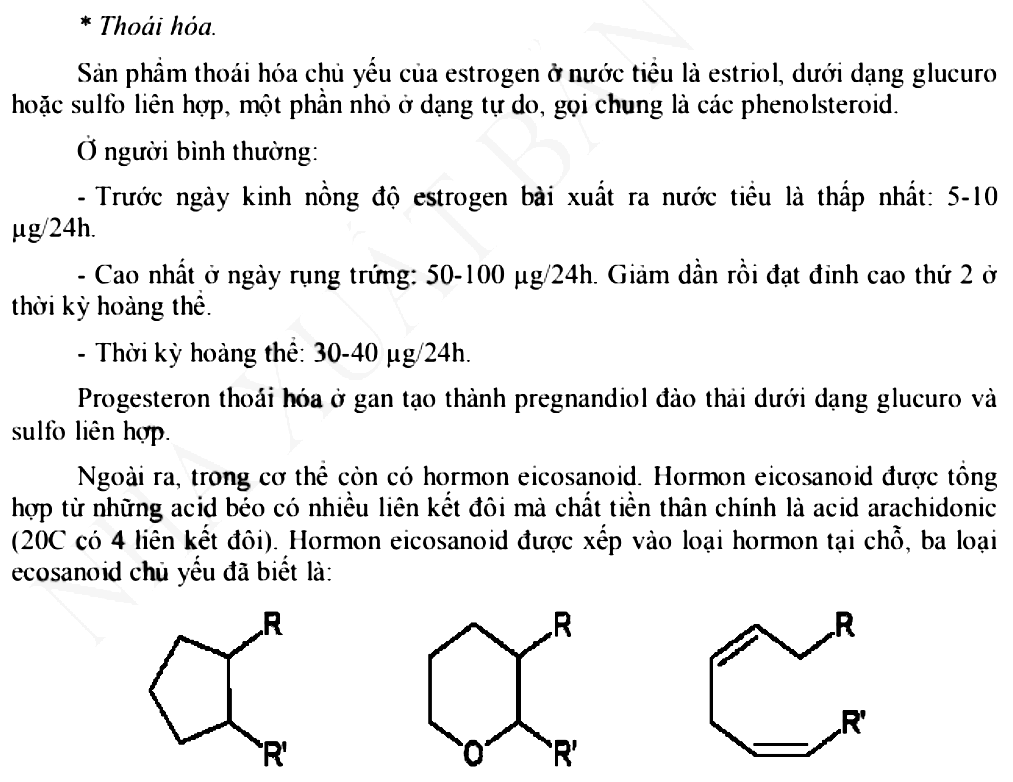 * Thoái hóa.
Sản phẩm thoái hóa chủ yếu của estrogen ở nước tiểu là estriol, dưới dạng glucuro
hoặc sulfo liên hợp, một phần nhỏ ở dạng tự do, gọi chung là các phenolsteroid.
Ở người bình thường:
- Trước ngày kinh nồng độ estrogen bài xuất ra nước tiểu là thấp nhất: 5-10
µg/24h.
- Cao nhất ở ngày rụng trứng: 50-100 µg/24h. Giảm dần rồi đạt đỉnh cao thứ 2 ở
thời kỳ hoàng thể.
- Thời kỳ hoàng thể: 30-40 µg/24h.
Progesteron thoái hóa ở gan tạo thành pregnandiol đào thải dưới dạng glucuro và
sulfo liên hợp.
Ngoài ra, trong cơ thể còn có hormon eicosanoid. Hormon eicosanoid được tổng
hợp từ những acid béo có nhiều liên kết đôi mà chất tiền thân chính là acid arachidonic
(20C có 4 liên kết đôi). Hormon eicosanoid được xếp vào loại hormon tại chỗ, ba loại
ecosanoid chủ yếu đã biết là:
R R R
R' O R' R'
NHÀ XUẤT BẢN